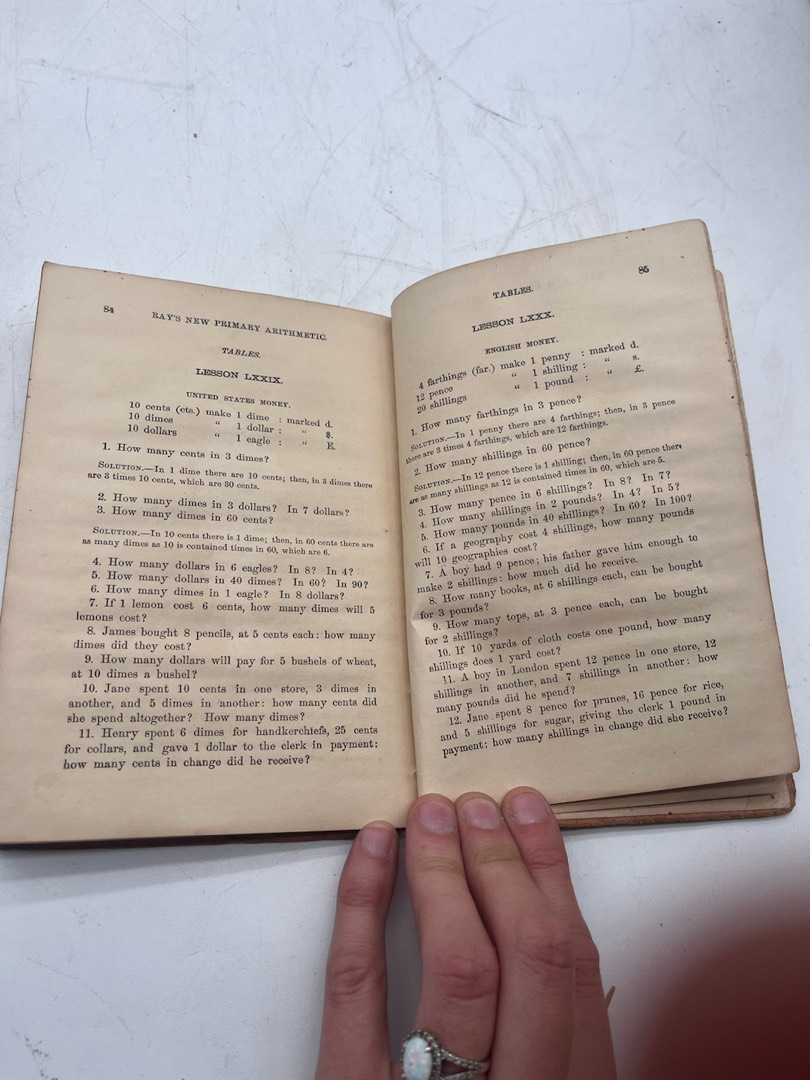 84
RAY'S NEW PRIMARY ARITHMETIC.
TABLES.
LESSON LXXIX.
UNITED STATES MONEY.
10 cents (cts.) make 1 dime : marked d.
10 dimes " 1 dollar : " $.
10 dollars " 1 eagle : " E.
1. How many cents in 3 dimes?
SOLUTION.—In 1 dime there are 10 cents; then, in 3 dimes there
are 3 times 10 cents, which are 30 cents.
2. How many dimes in 3 dollars? In 7 dollars?
3. How many dimes in 60 cents?
SOLUTION.—In 10 cents there is 1 dime; then, in 60 cents there are
as many dimes as 10 is contained times in 60, which are 6.
4. How many dollars in 6 eagles? In 8? In 4?
5. How many dollars in 40 dimes? In 60? In 90?
6. How many dimes in 1 eagle? In 8 dollars?
7. If 1 lemon cost 6 cents, how many dimes will 5
lemons cost?
8. James bought 8 pencils, at 5 cents each: how many
dimes did they cost?
9. How many dollars will pay for 5 bushels of wheat,
at 10 dimes a bushel?
10. Jane spent 10 cents in one store, 3 dimes in
another, and 5 dimes in another: how many cents did
she spend altogether? How many dimes?
11. Henry spent 6 dimes for handkerchiefs, 25 cents
for collars, and gave 1 dollar to the clerk in payment:
how many cents in change did he receive?
TABLES.
85
LESSON LXXX.
ENGLISH MONEY.
4 farthings (far.) make 1 penny : marked d.
12 pence " 1 shilling : " s.
20 shillings " 1 pound : " £.
1. How many farthings in 3 pence?
SOLUTION.—In 1 penny there are 4 farthings; then, in 3 pence
there are 3 times 4 farthings, which are 12 farthings.
2. How many shillings in 60 pence?
SOLUTION.—In 12 pence there is 1 shilling; then, in 60 pence there
are as many shillings as 12 is contained times in 60, which are 5.
3. How many pence in 6 shillings? In 8? In 7?
4. How many shillings in 2 pounds? In 4? In 5?
5. How many pounds in 40 shillings? In 60? In 100?
6. If a geography cost 4 shillings, how many pounds
will 10 geographies cost?
7. A boy had 9 pence; his father gave him enough to
make 2 shillings: how much did he receive.
8. How many books, at 6 shillings each, can be bought
for 3 pounds?
9. How many tops, at 3 pence each, can be bought
for 2 shillings?
10. If 10 yards of cloth costs one pound, how many
shillings does 1 yard cost?
11. A boy in London spent 12 pence in one store, 12
shillings in another, and 7 shillings in another: how
many pounds did he spend?
12. Jane spent 8 pence for prunes, 16 pence for rice,
and 5 shillings for sugar, giving the clerk 1 pound in
payment: how many shillings in change did she receive?